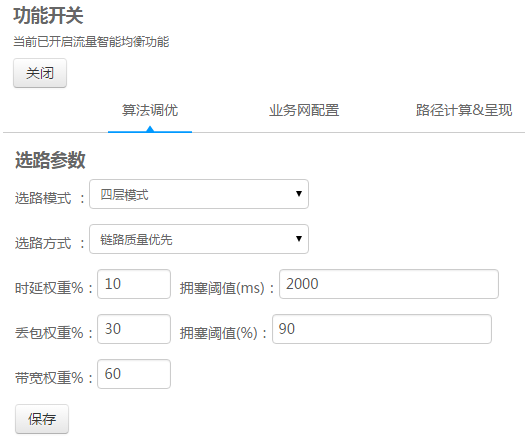 功能开关
当前已开启流量智能均衡功能
关闭
算法调优 业务网配置 路径计算&呈现
选路参数
选路模式 : 四层模式
选路方式 : 链路质量优先
时延权重% : 10 拥塞阈值(ms) : 2000
丢包权重% : 30 拥塞阈值(%) : 90
带宽权重% : 60
保存